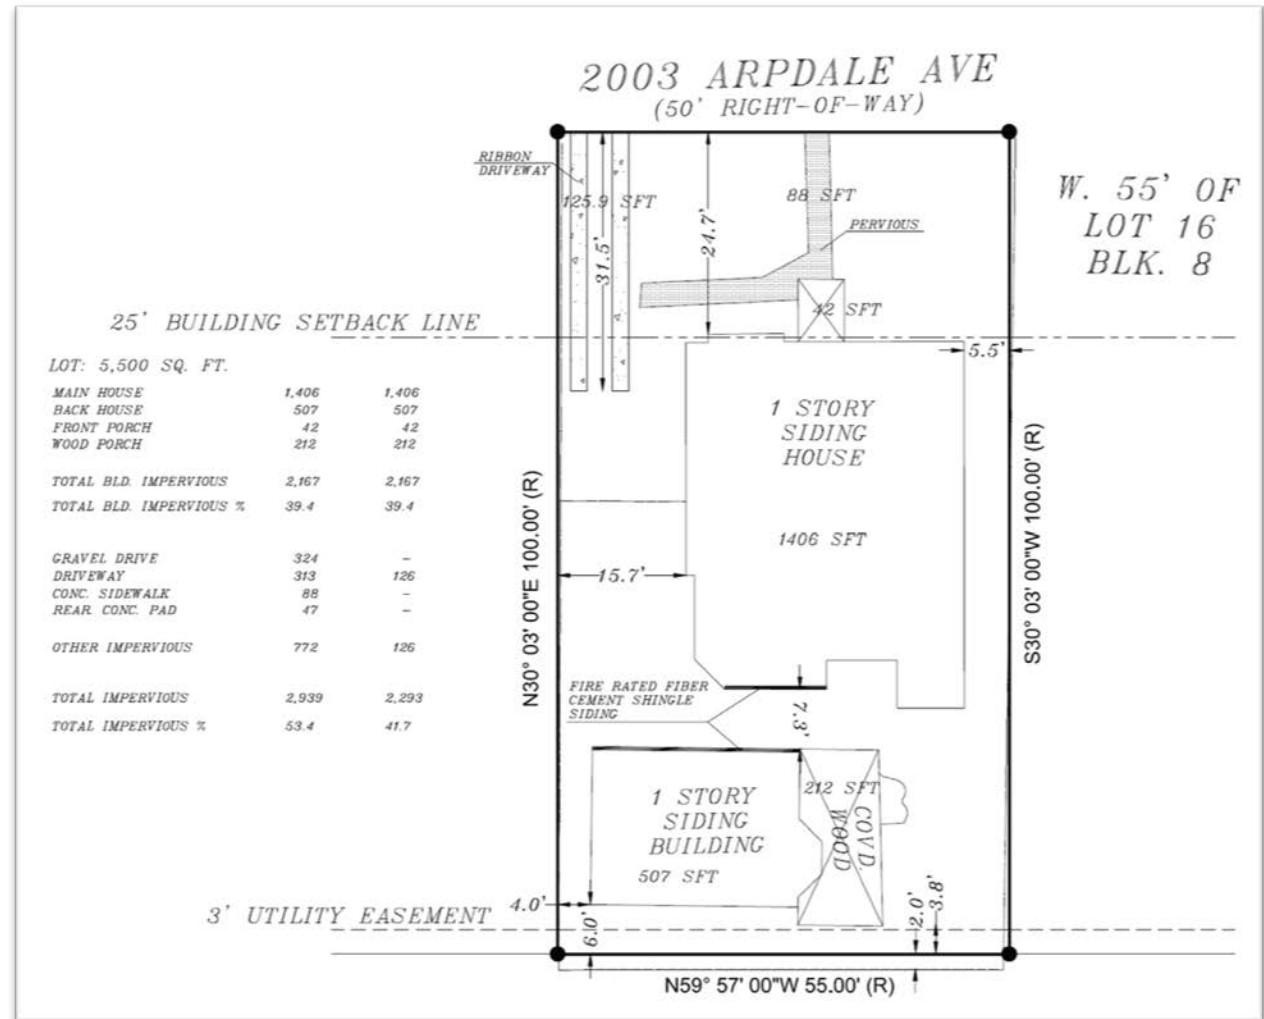 2003 ARPDALE AVE
(50' RIGHT-OF-WAY)
RIBBON
DRIVEWAY
125.9 SFT
31.5'
24.7'
88 SFT
PERVIOUS
W. 55' OF
LOT 16
BLK. 8
42 SFT
25' BUILDING SETBACK LINE
5.5'
LOT: 5,500 SQ. FT.
MAIN HOUSE 1,406 1,406
BACK HOUSE 507 507
FRONT PORCH 42 42
WOOD PORCH 212 212
TOTAL BLD. IMPERVIOUS 2,167 2,167
TOTAL BLD. IMPERVIOUS % 39.4 39.4
GRAVEL DRIVE 324 -
DRIVEWAY 313 126
CONC. SIDEWALK 88 -
REAR CONC. PAD 47 -
OTHER IMPERVIOUS 772 126
TOTAL IMPERVIOUS 2,939 2,293
TOTAL IMPERVIOUS % 53.4 41.7
1 STORY
SIDING
HOUSE
1406 SFT
N30° 03' 00"E 100.00' (R)
S30° 03' 00"W 100.00' (R)
15.7'
FIRE RATED FIBER
CEMENT SHINGLE
SIDING
7.3'
1 STORY
SIDING
BUILDING
507 SFT
212 SFT
COV'D.
WOOD
4.0'
6.0'
2.0'
3.8'
3' UTILITY EASEMENT
N59° 57' 00"W 55.00' (R)